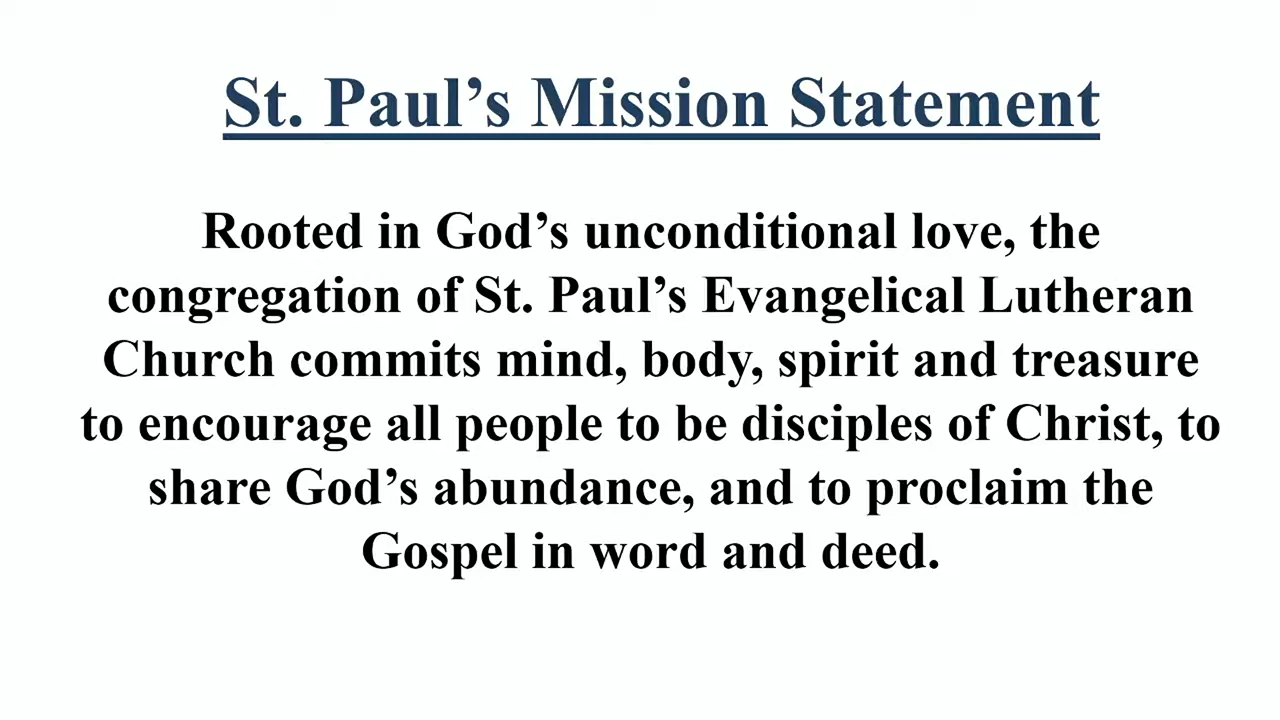 St. Paul’s Mission Statement
Rooted in God’s unconditional love, the
congregation of St. Paul’s Evangelical Lutheran
Church commits mind, body, spirit and treasure
to encourage all people to be disciples of Christ, to
share God’s abundance, and to proclaim the
Gospel in word and deed.